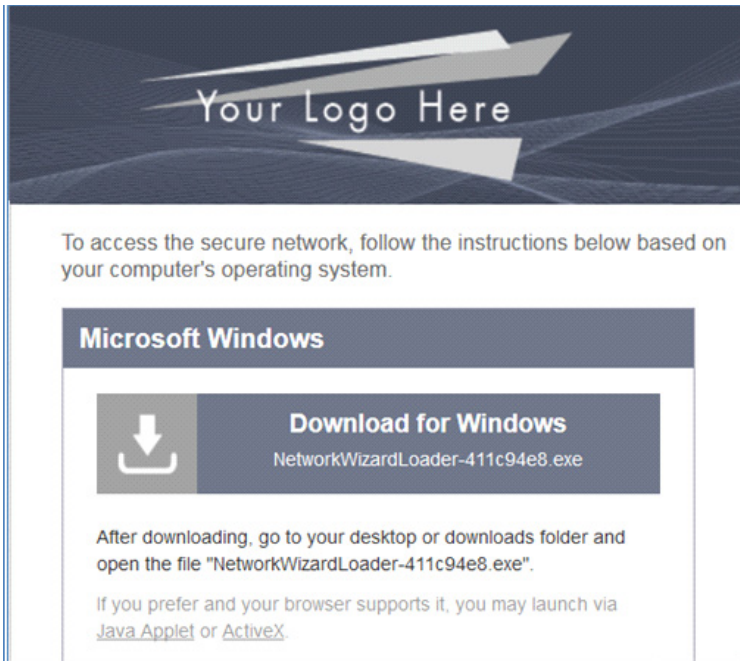 Your Logo Here
To access the secure network, follow the instructions below based on
your computer's operating system.
Microsoft Windows
Download for Windows
NetworkWizardLoader-411c94e8.exe
After downloading, go to your desktop or downloads folder and
open the file "NetworkWizardLoader-411c94e8.exe".
If you prefer and your browser supports it, you may launch via
Java Applet or ActiveX.